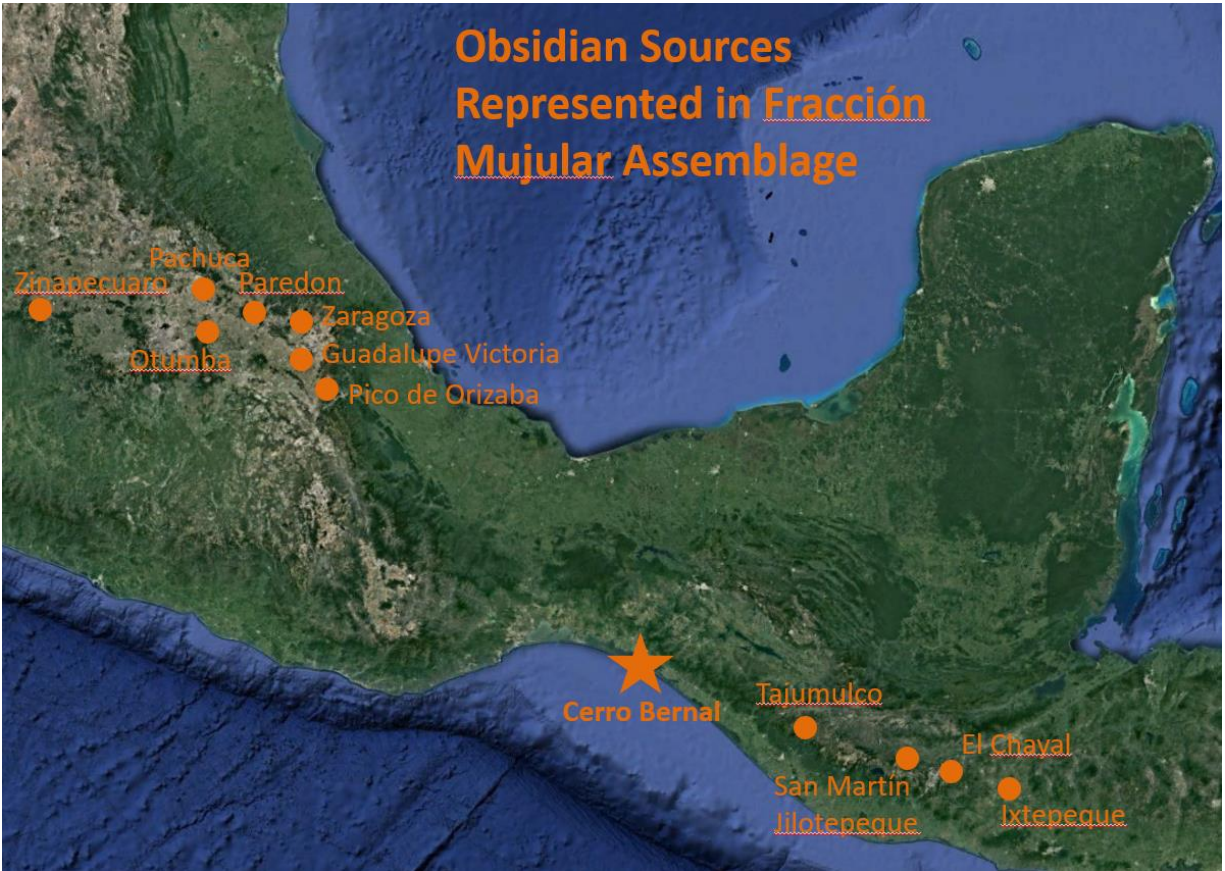 Obsidian Sources
Represented in Fracción
Mujular Assemblage
Pachuca
Zinapecuaro
Paredon
Zaragoza
Otumba
Guadalupe Victoria
Pico de Orizaba
Cerro Bernal
Tajumulco
El Chayal
San Martín
Jilotepeque
Ixtepeque